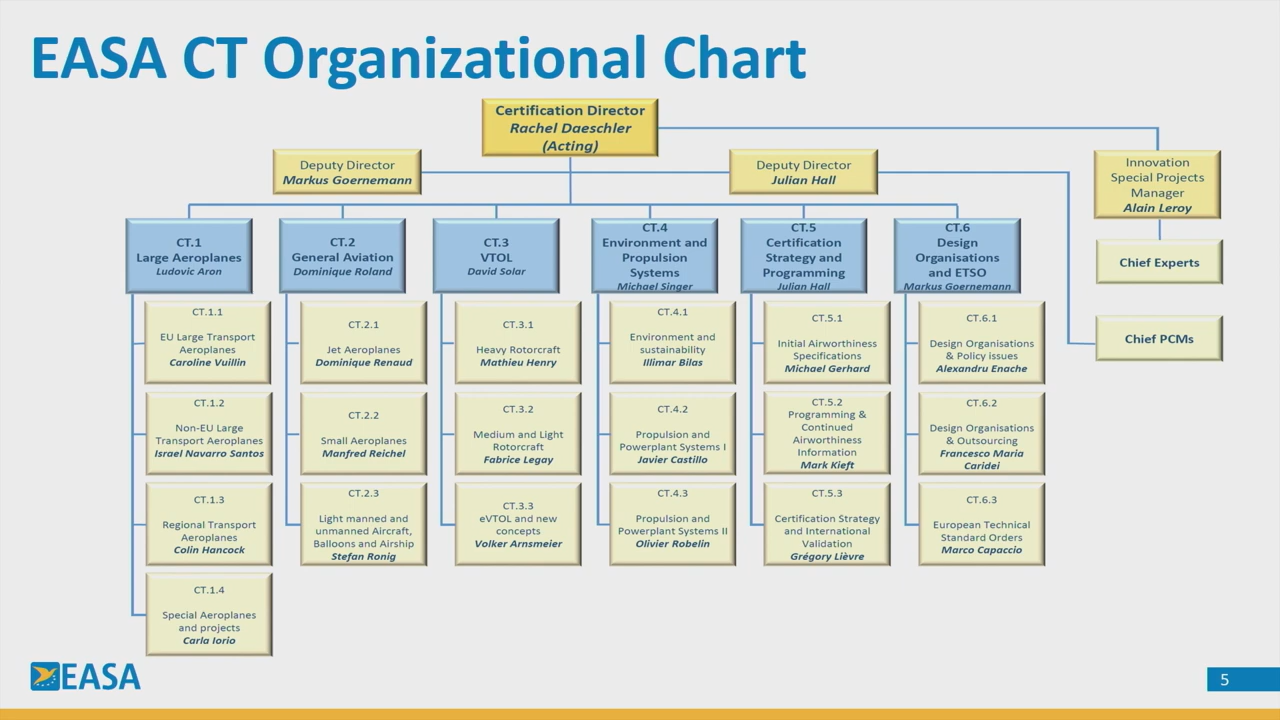 EASA CT Organizational Chart
Certification Director
Rachel Daeschler
(Acting)
Deputy Director
Markus Goernemann
Deputy Director
Julian Hall
Innovation
Special Projects
Manager
Alain Leroy
Chief Experts
Chief PCMs
CT.1
Large Aeroplanes
Ludovic Aron
CT.2
General Aviation
Dominique Roland
CT.3
VTOL
David Solar
CT.4
Environment and
Propulsion
Systems
Michael Singer
CT.5
Certification
Strategy and
Programming
Julian Hall
CT.6
Design
Organisations
and ETSO
Markus Goernemann
CT.1.1
EU Large Transport
Aeroplanes
Caroline Vuillin
CT.2.1
Jet Aeroplanes
Dominique Renaud
CT.3.1
Heavy Rotorcraft
Mathieu Henry
CT.4.1
Environment and
sustainability
Illimar Bilas
CT.5.1
Initial Airworthiness
Specifications
Michael Gerhard
CT.6.1
Design Organisations
& Policy issues
Alexandru Enache
CT.1.2
Non-EU Large
Transport Aeroplanes
Israel Navarro Santos
CT.2.2
Small Aeroplanes
Manfred Reichel
CT.3.2
Medium and Light
Rotorcraft
Fabrice Legay
CT.4.2
Propulsion and
Powerplant Systems I
Javier Castillo
CT.5.2
Programming &
Continued
Airworthiness
Information
Mark Kieft
CT.6.2
Design Organisations
& Outsourcing
Francesco Maria
Caridei
CT.1.3
Regional Transport
Aeroplanes
Colin Hancock
CT.2.3
Light manned and
unmanned Aircraft,
Balloons and Airship
Stefan Ronig
CT.3.3
eVTOL and new
concepts
Volker Arnsmeier
CT.4.3
Propulsion and
Powerplant Systems II
Olivier Robelin
CT.5.3
Certification Strategy
and International
Validation
Grégory Lièvre
CT.6.3
European Technical
Standard Orders
Marco Capaccio
CT.1.4
Special Aeroplanes
and projects
Carla Iorio
EASA
5